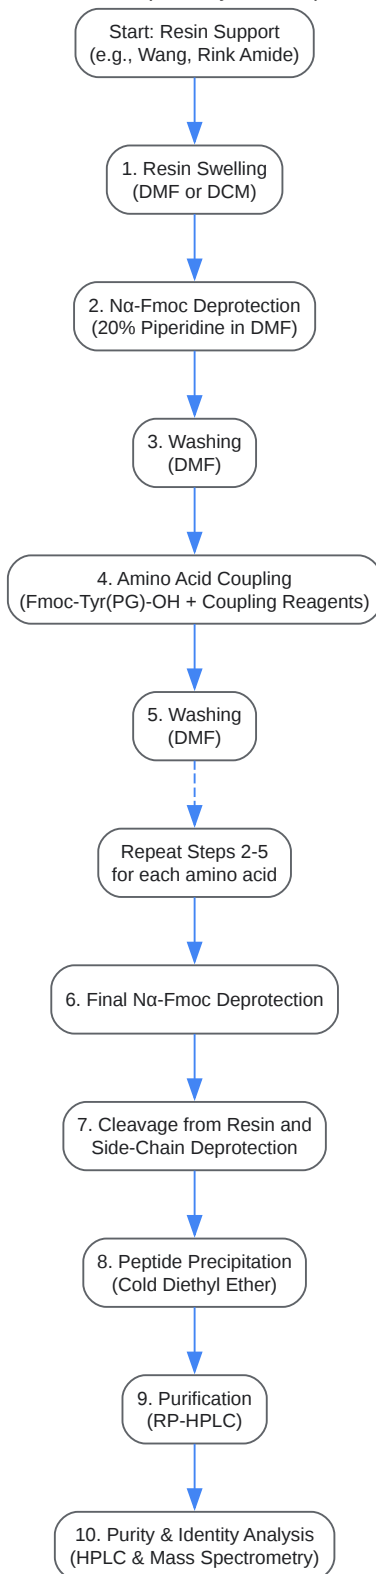 Start: Resin Support
(e.g., Wang, Rink Amide)
1. Resin Swelling
(DMF or DCM)
2. Nα-Fmoc Deprotection
(20% Piperidine in DMF)
3. Washing
(DMF)
4. Amino Acid Coupling
(Fmoc-Tyr(PG)-OH + Coupling Reagents)
5. Washing
(DMF)
Repeat Steps 2-5
for each amino acid
6. Final Nα-Fmoc Deprotection
7. Cleavage from Resin and
Side-Chain Deprotection
8. Peptide Precipitation
(Cold Diethyl Ether)
9. Purification
(RP-HPLC)
10. Purity & Identity Analysis
(HPLC & Mass Spectrometry)